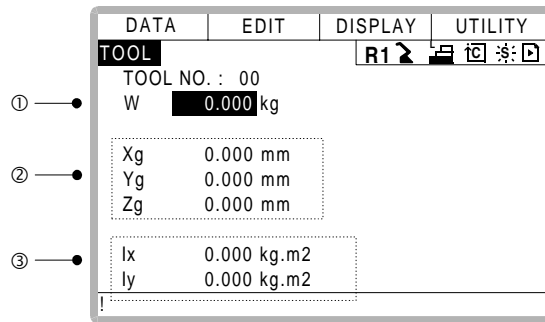 DATA EDIT DISPLAY UTILITY
TOOL R1 C S
TOOL NO. : 00
① W 0.000 kg
Xg 0.000 mm
② Yg 0.000 mm
Zg 0.000 mm
③ Ix 0.000 kg.m2
Iy 0.000 kg.m2
!